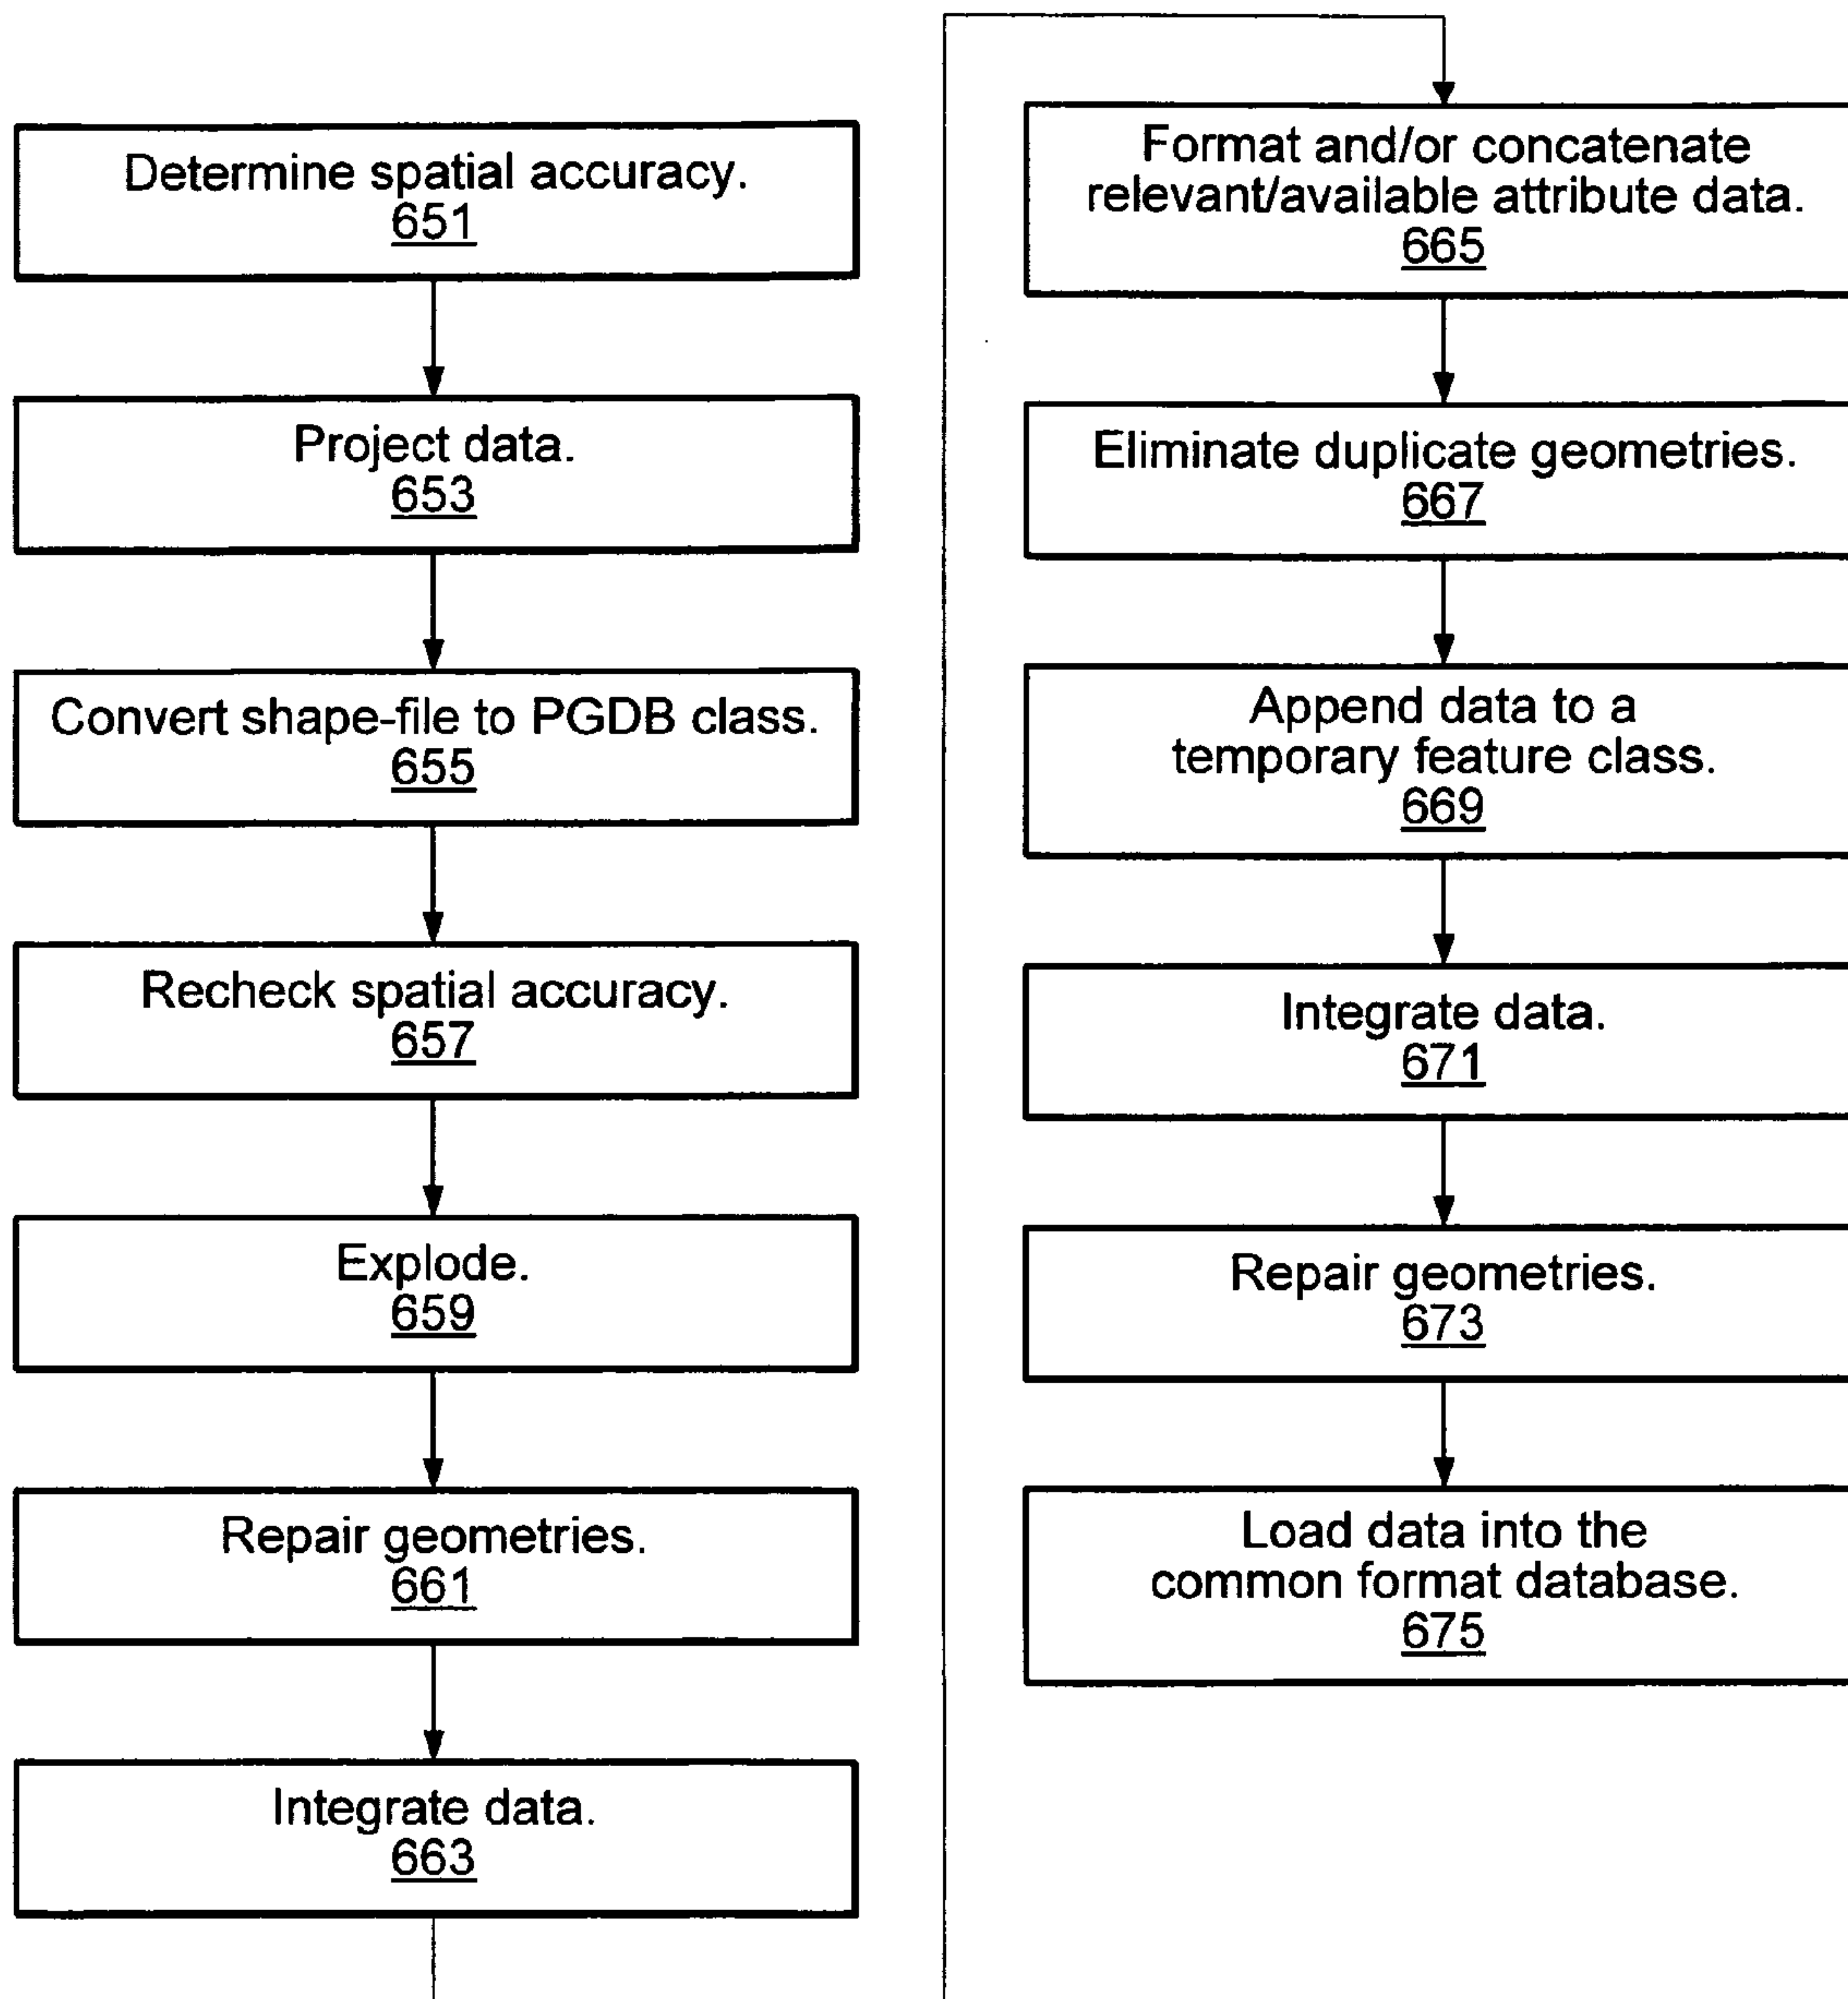 Determine spatial accuracy.
651
Project data.
653
Convert shape-file to PGDB class.
655
Recheck spatial accuracy.
657
Explode.
659
Repair geometries.
661
Integrate data.
663
Format and/or concatenate
relevant/available attribute data.
665
Eliminate duplicate geometries.
667
Append data to a
temporary feature class.
669
Integrate data.
671
Repair geometries.
673
Load data into the
common format database.
675